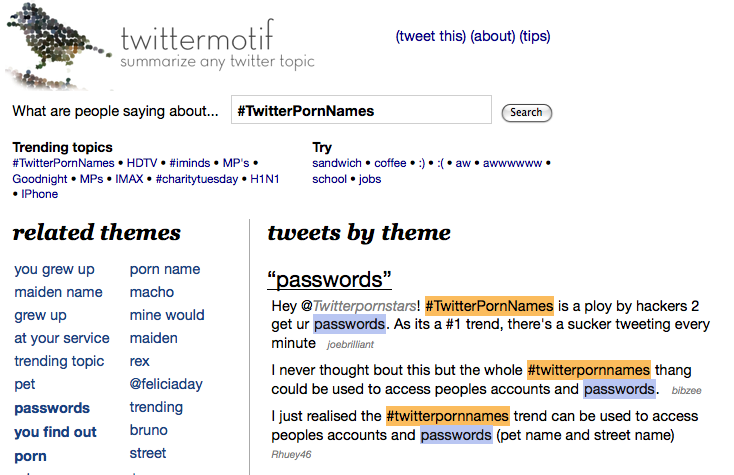 twittermotif
summarize any twitter topic
(tweet this) (about) (tips)
What are people saying about... #TwitterPornNames Search
Trending topics
#TwitterPornNames • HDTV • #iminds • MP's •
Goodnight • MPs • IMAX • #charitytuesday • H1N1
• IPhone
Try
sandwich • coffee • :) • :( • aw • awwwwww •
school • jobs
related themes
you grew up
maiden name
grew up
at your service
trending topic
pet
passwords
you find out
porn
porn name
macho
mine would
maiden
rex
@feliciaday
trending
bruno
street
tweets by theme
“passwords”
Hey @Twitterpornstars! #TwitterPornNames is a ploy by hackers 2
get ur passwords. As its a #1 trend, there's a sucker tweeting every
minute joebrilliant
I never thought bout this but the whole #twitterpornnames thang
could be used to access peoples accounts and passwords. bibzee
I just realised the #twitterpornnames trend can be used to access
peoples accounts and passwords (pet name and street name)
Rhuey46